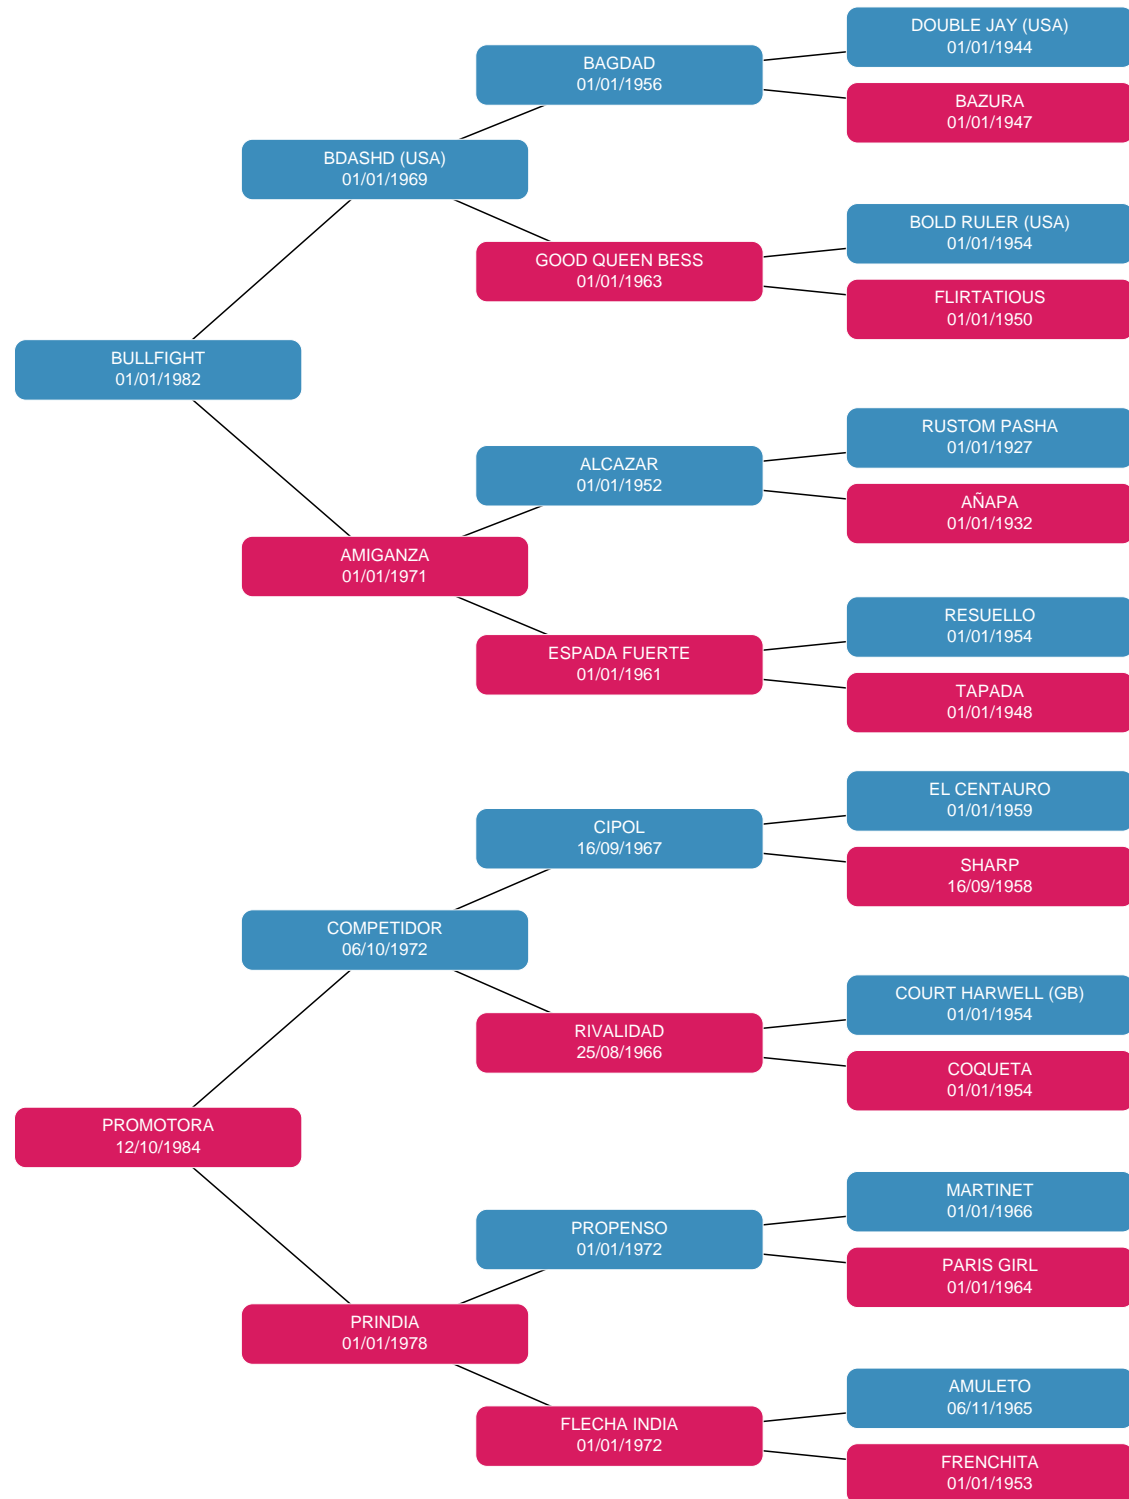 DOUBLE JAY (USA)
01/01/1944
BAGDAD
01/01/1956
BAZURA
01/01/1947
BDASHD (USA)
01/01/1969
BOLD RULER (USA)
01/01/1954
GOOD QUEEN BESS
01/01/1963
FLIRTATIOUS
01/01/1950
BULLFIGHT
01/01/1982
RUSTOM PASHA
01/01/1927
ALCAZAR
01/01/1952
AÑAPA
01/01/1932
AMIGANZA
01/01/1971
RESUELLO
01/01/1954
ESPADA FUERTE
01/01/1961
TAPADA
01/01/1948
EL CENTAURO
01/01/1959
CIPOL
16/09/1967
SHARP
16/09/1958
COMPETIDOR
06/10/1972
COURT HARWELL (GB)
01/01/1954
RIVALIDAD
25/08/1966
COQUETA
01/01/1954
PROMOTORA
12/10/1984
MARTINET
01/01/1966
PROPENSO
01/01/1972
PARIS GIRL
01/01/1964
PRINDIA
01/01/1978
AMULETO
06/11/1965
FLECHA INDIA
01/01/1972
FRENCHITA
01/01/1953